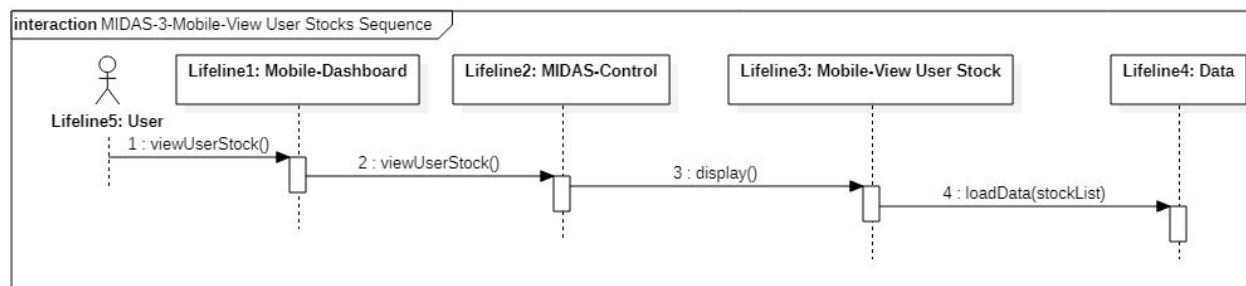 interaction MIDAS-3-Mobile-View User Stocks Sequence
Lifeline1: Mobile-Dashboard
Lifeline2: MIDAS-Control
Lifeline3: Mobile-View User Stock
Lifeline4: Data
Lifeline5: User
1 : viewUserStock()
2 : viewUserStock()
3 : display()
4 : loadData(stockList)